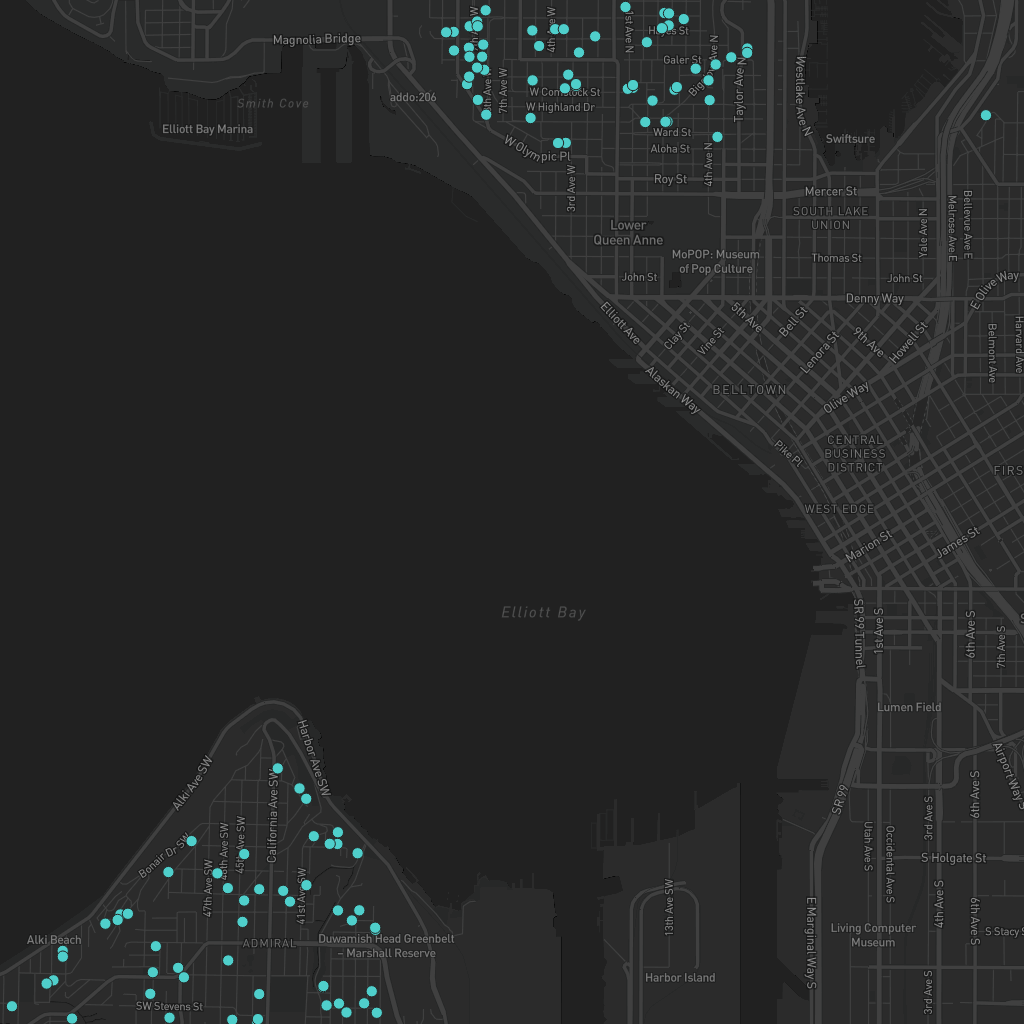 Magnolia Bridge
4th Ave W
1st Ave N
Hayes St
Galer St
Smith Cove
addo:206
7th Ave W
8th Ave W
W Comstock St
W Highland Dr
Taylor Ave N
Westlake Ave N
Elliott Bay Marina
Ward St
Aloha St
Swiftsure
W Olympic Pl
3rd Ave W
4th Ave N
Roy St
Mercer St
SOUTH LAKE
UNION
Yale Ave N
Melrose Ave E
Bellevue Ave E
Lower
Queen Anne
MoPOP: Museum
of Pop Culture
Thomas St
John St
John St
Denny Way
E Olive Way
Elliott Ave
Clay St
Vine St
5th Ave
Bell St
Lenora St
9th Ave
Howell St
Belmont Ave
Harvard Ave
Alaskan Way
BELLTOWN
Olive Way
Pike Pl
CENTRAL
BUSINESS
DISTRICT
FIRS
WEST EDGE
Marion St
James St
Elliott Bay
SR 99 Tunnel
1st Ave S
6th Ave S
7th Ave S
Lumen Field
Harbor Ave SW
Alki Ave SW
California Ave SW
SR 99
Airport Way S
6th Ave S
3rd Ave S
Utah Ave S
Occidental Ave S
Bonair Dr SW
48th Ave SW
45th Ave SW
47th Ave SW
41st Ave SW
S Holgate St
13th Ave SW
E Marginal Way S
4th Ave S
6th Ave S
Alki Beach
ADMIRAL
Duwamish Head Greenbelt
– Marshall Reserve
Living Computer
Museum
S Stacy S
Harbor Island
3rd Ave S
SW Stevens St